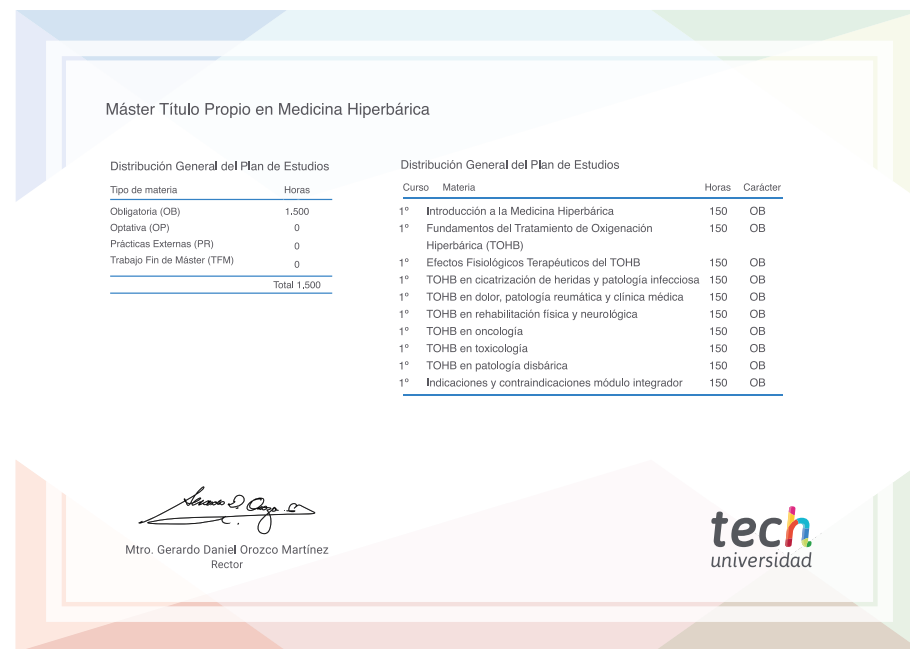 Máster Título Propio en Medicina Hiperbárica
Distribución General del Plan de Estudios
Tipo de materia Horas
Obligatoria (OB) 1.500
Optativa (OP) 0
Prácticas Externas (PR) 0
Trabajo Fin de Máster (TFM) 0
Total 1,500
Distribución General del Plan de Estudios
Curso Materia Horas Carácter
1º Introducción a la Medicina Hiperbárica 150 OB
1º Fundamentos del Tratamiento de Oxigenación 150 OB
Hiperbárica (TOHB)
1º Efectos Fisiológicos Terapéuticos del TOHB 150 OB
1º TOHB en cicatrización de heridas y patología infecciosa 150 OB
1º TOHB en dolor, patología reumática y clínica médica 150 OB
1º TOHB en rehabilitación física y neurológica 150 OB
1º TOHB en oncología 150 OB
1º TOHB en toxicología 150 OB
1º TOHB en patología disbárica 150 OB
1º Indicaciones y contraindicaciones módulo integrador 150 OB
Mtro. Gerardo Daniel Orozco Martínez
Rector
tech
universidad